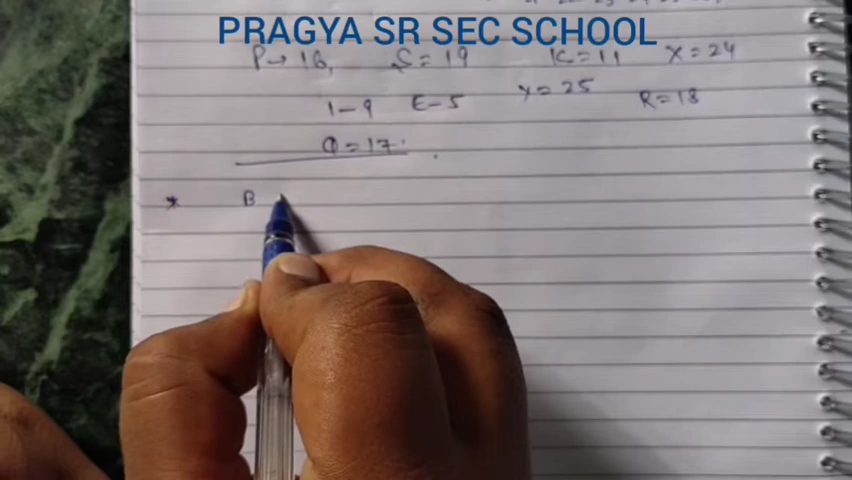 PRAGYA SR SEC SCHOOL
P→ 16, S = 19 K = 11 X = 24
I - 9 E - 5 Y = 25 R = 18
Q = 17.
* B